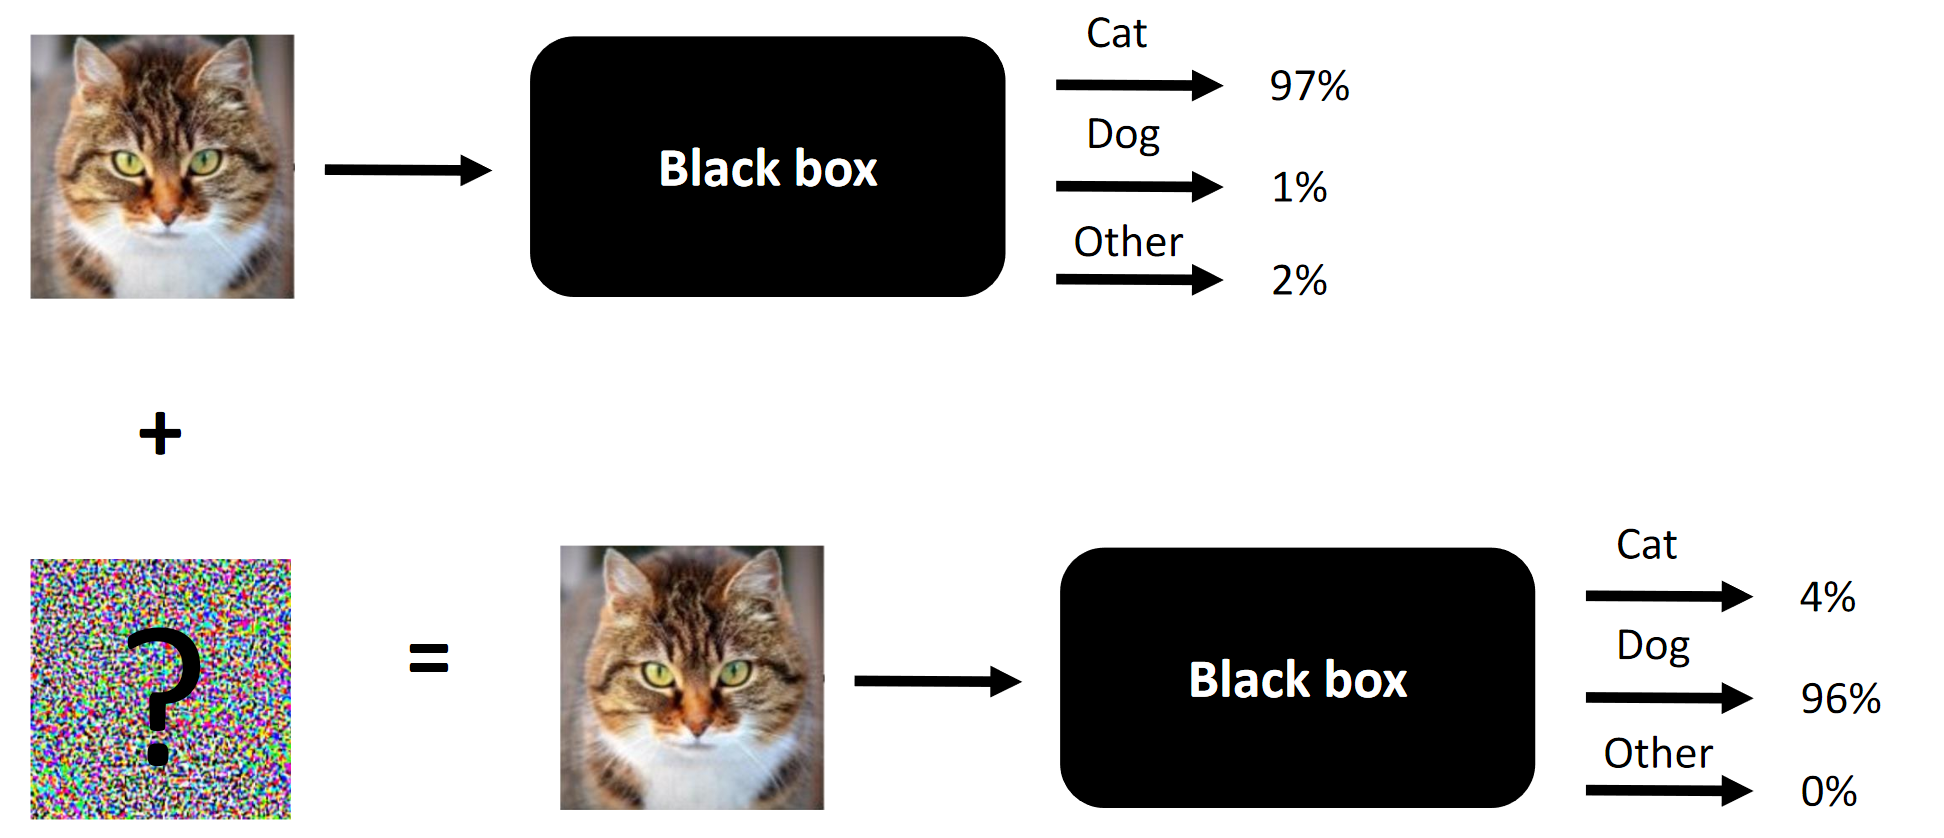 Cat
97%
Dog
Black box
1%
Other
2%
+
?
=
Cat
4%
Dog
Black box
96%
Other
0%